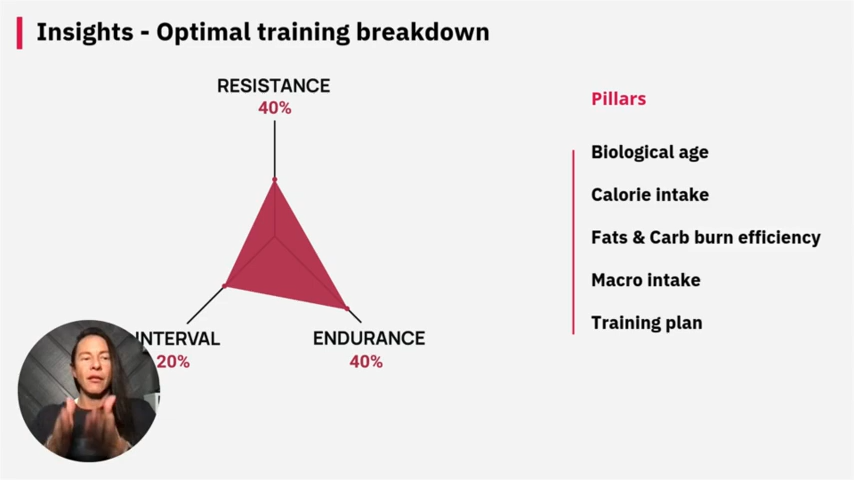 Insights - Optimal training breakdown
RESISTANCE
40%
INTERVAL
20%
ENDURANCE
40%
Pillars
Biological age
Calorie intake
Fats & Carb burn efficiency
Macro intake
Training plan